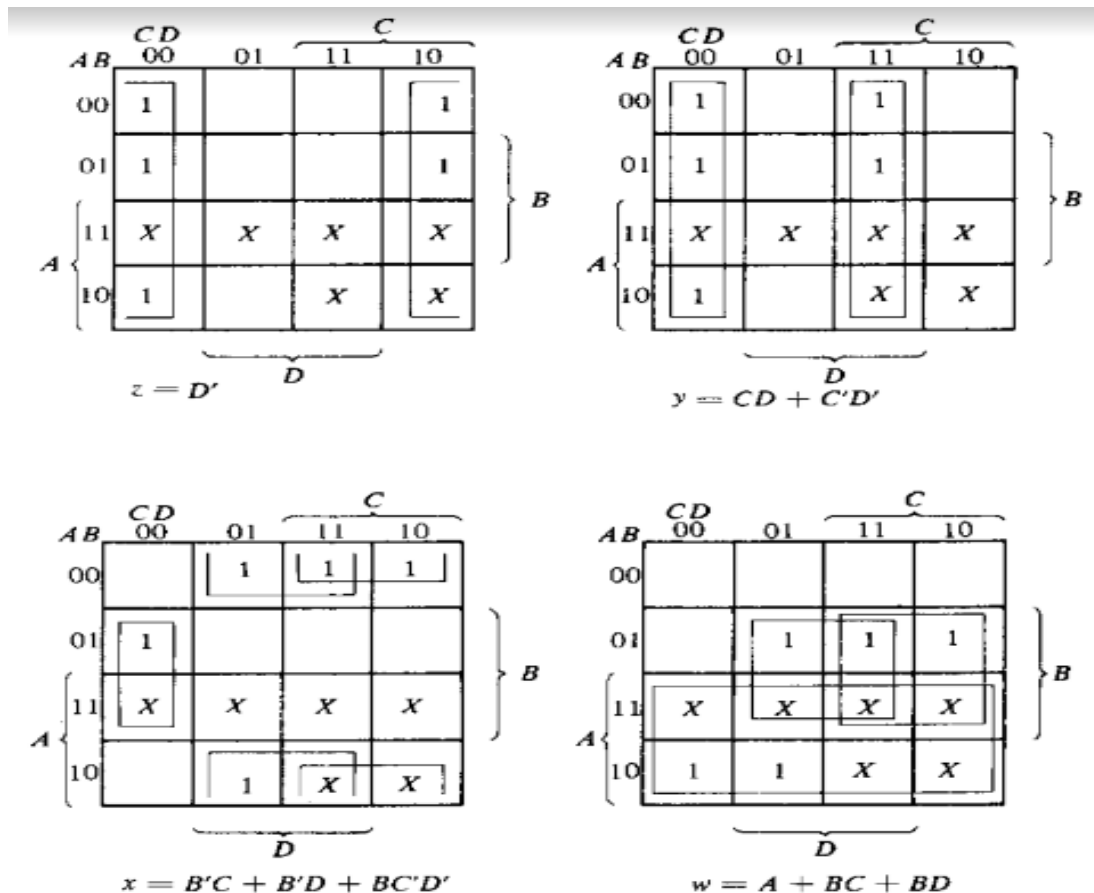 CD C
AB 00 01 11 10
00 1 1
01 1 1
B
11 X X X X
A
10 1 X X
D
z = D'
CD C
AB 00 01 11 10
00 1 1
01 1 1
B
11 X X X X
A
10 1 X X
D
y = CD + C'D'
CD C
AB 00 01 11 10
00 1 1 1
01 1
B
11 X X X X
A
10 1 X X
D
x = B'C + B'D + BC'D'
CD C
AB 00 01 11 10
00
01 1 1 1
B
11 X X X X
A
10 1 1 X X
D
w = A + BC + BD